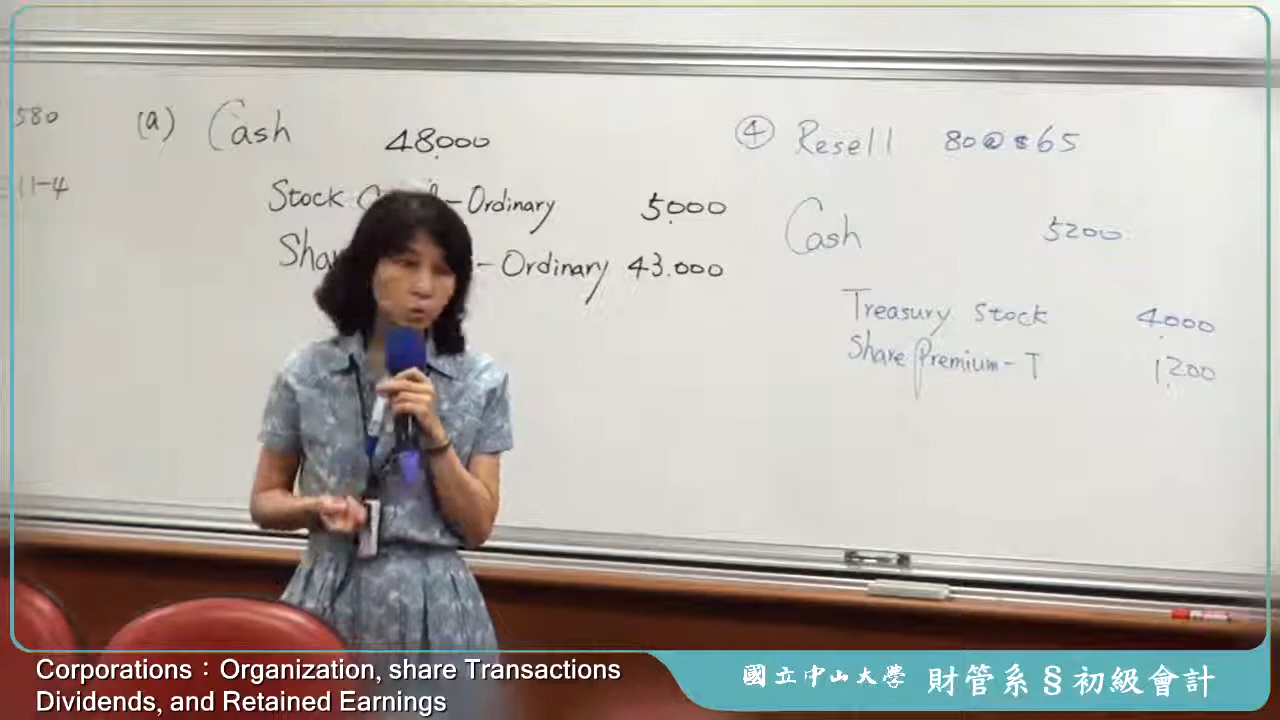 580
11-4
(a) Cash 48.000
Stock - Ordinary 5.000
- Ordinary 43.000
④ Resell 80@$65
Cash 5200
Treasury Stock 4.000
Share Premium - T 1.200
Corporations：Organization, share Transactions
Dividends, and Retained Earnings
國立中山大學 財管系§初級會計